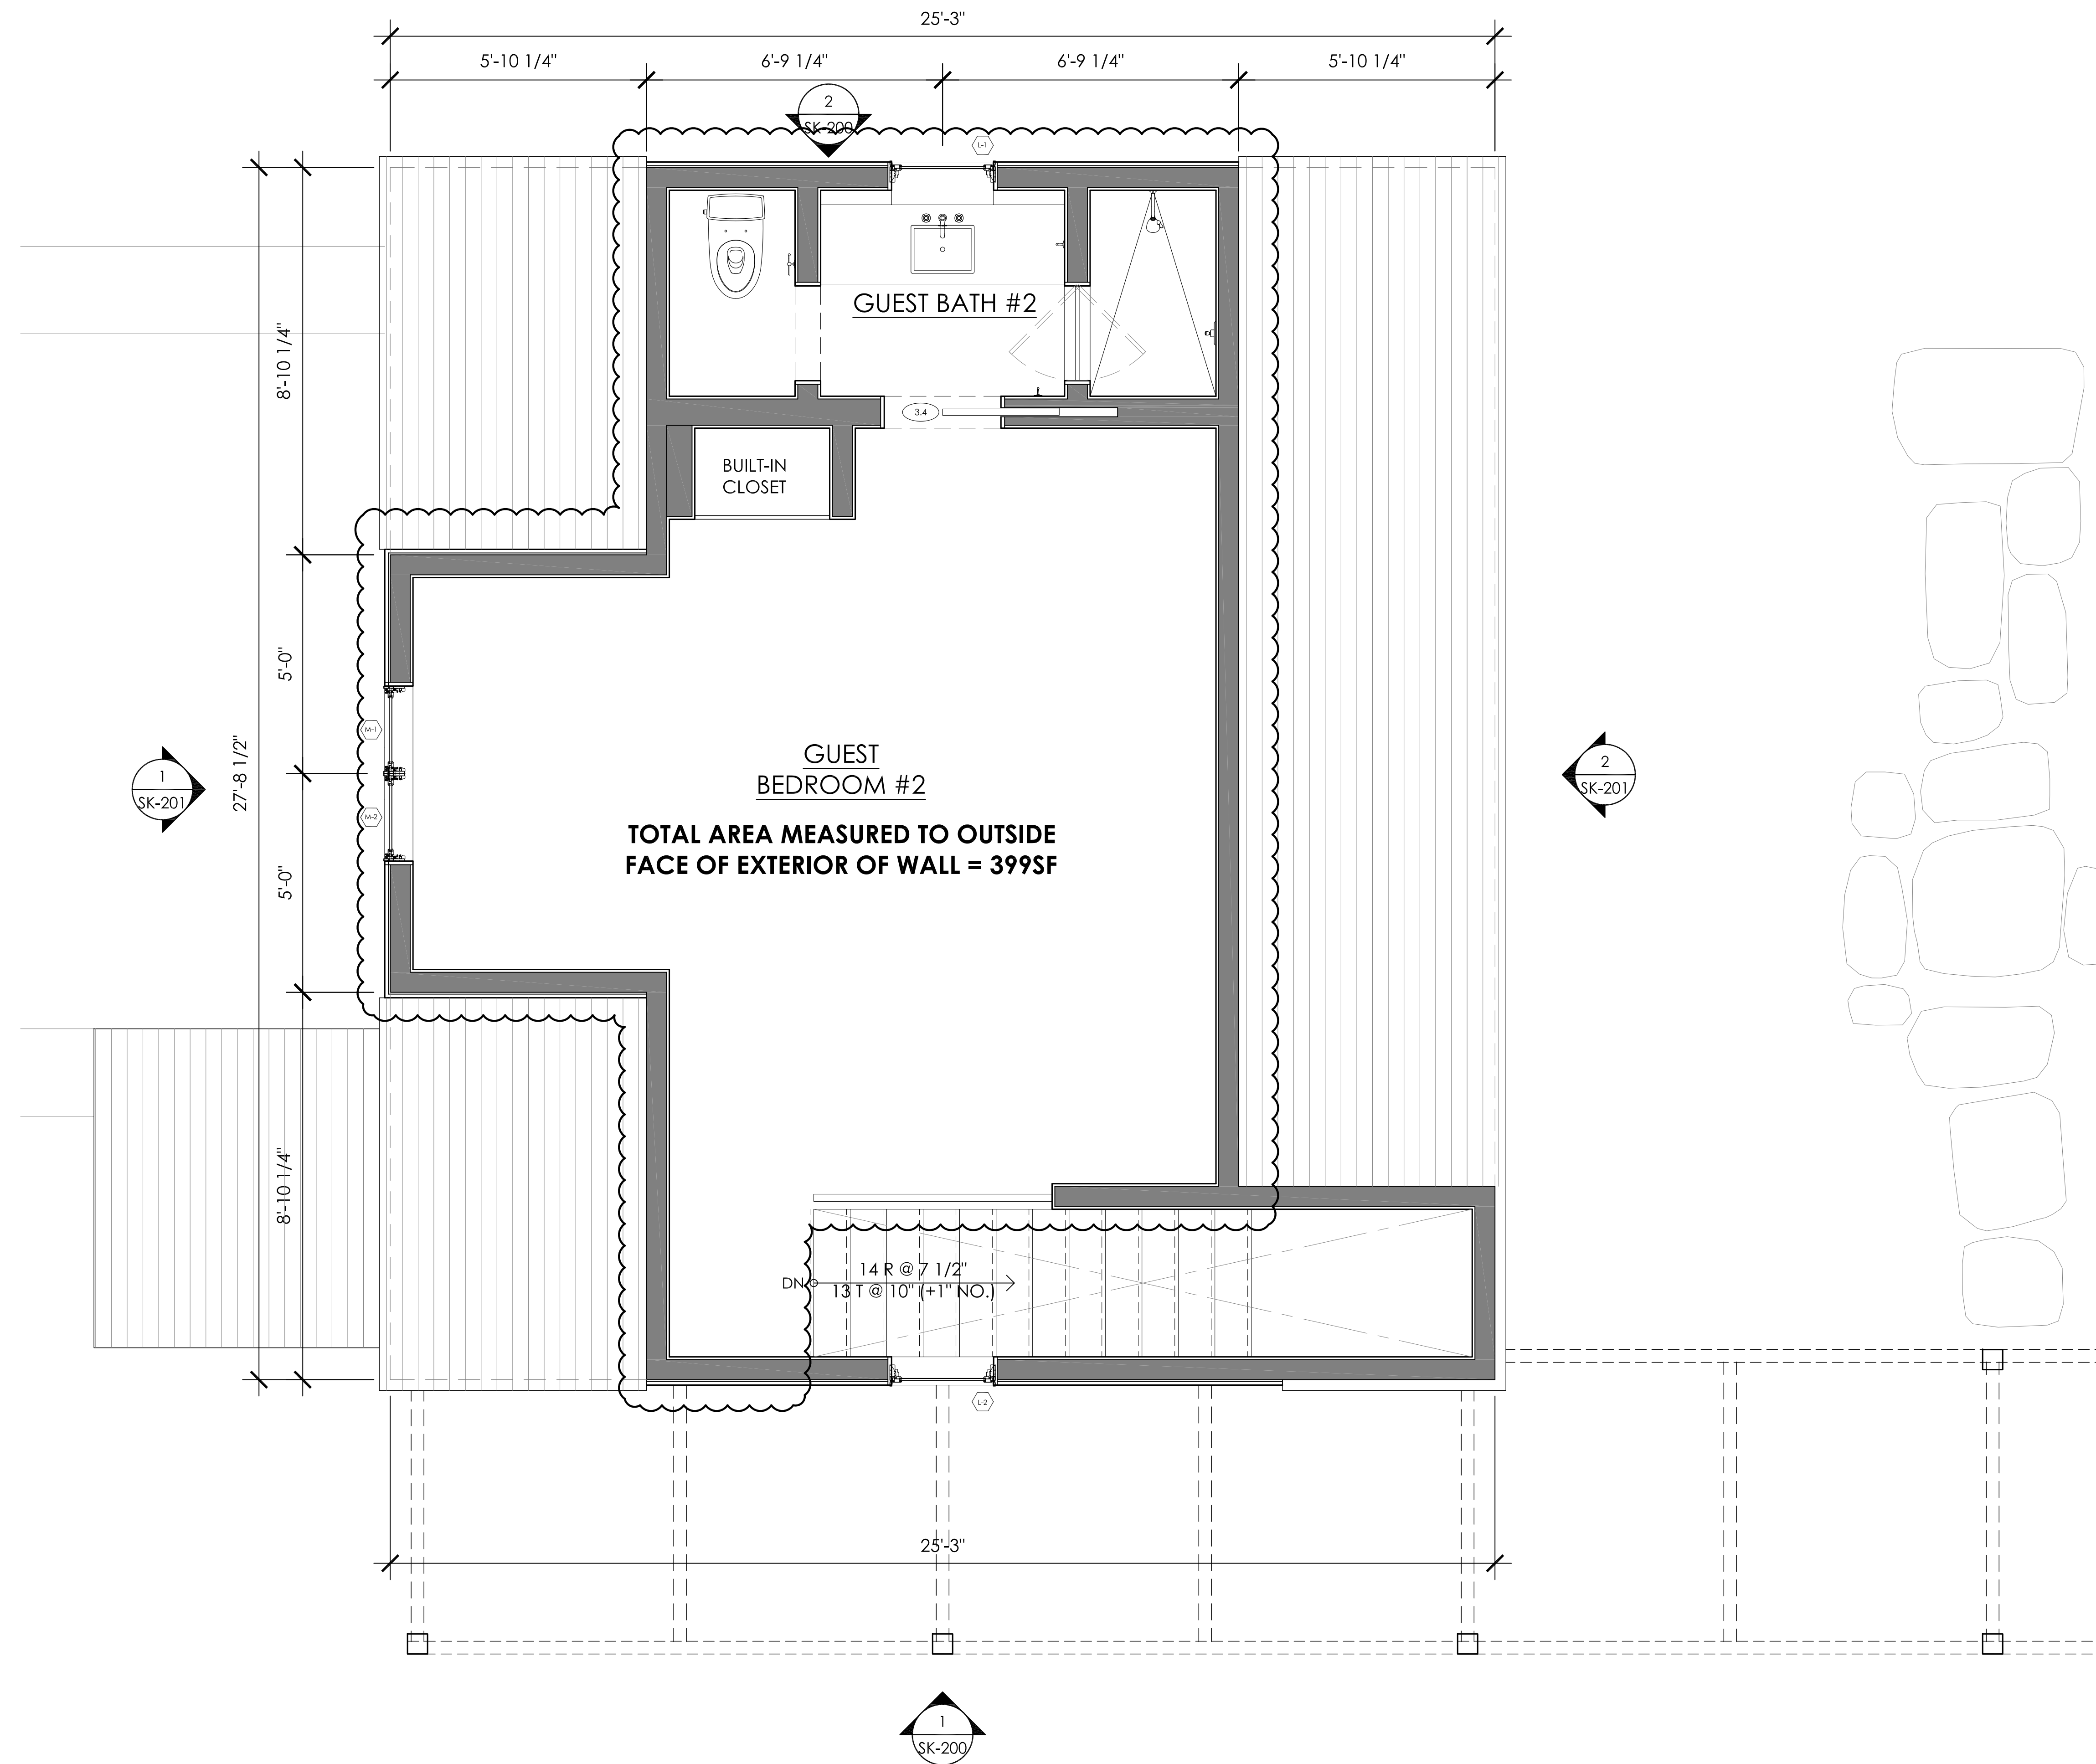 25'-3"
5'-10 1/4"
6'-9 1/4"
6'-9 1/4"
5'-10 1/4"
2
SK-200
L-1
GUEST BATH #2
8'-10 1/4"
3.4
BUILT-IN
CLOSET
5'-0"
M-1
GUEST
BEDROOM #2
27'-8 1/2"
1
SK-201
2
SK-201
M-2
TOTAL AREA MEASURED TO OUTSIDE
FACE OF EXTERIOR OF WALL = 399SF
5'-0"
8'-10 1/4"
DN
14 R @ 7 1/2"
13 T @ 10" (+1" NO.)
L-2
25'-3"
1
SK-200